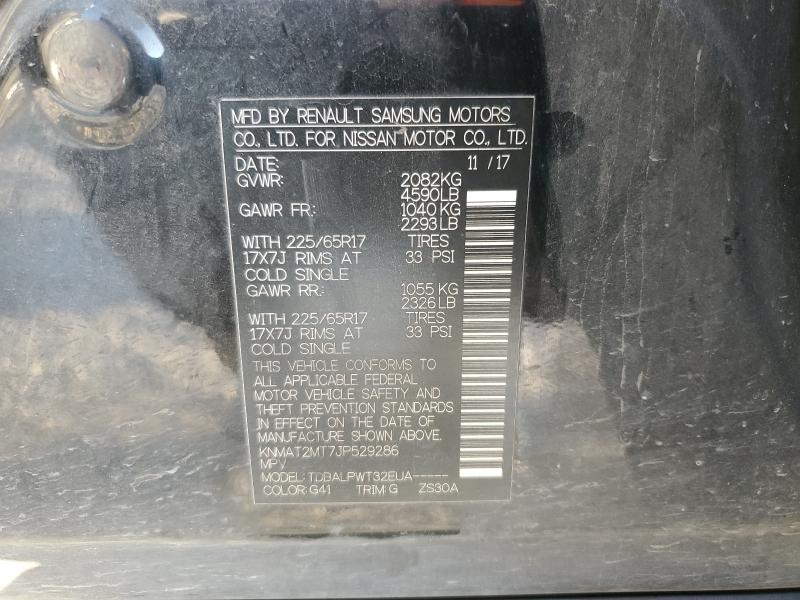 MFD BY RENAULT SAMSUNG MOTORS
CO., LTD. FOR NISSAN MOTOR CO., LTD.
DATE: 11 / 17
GVWR: 2082KG
4590LB
GAWR FR.: 1040 KG
2293LB
WITH 225/65R17 TIRES
17X7J RIMS AT 33 PSI
COLD SINGLE
GAWR RR.: 1055 KG
2326LB
WITH 225/65R17 TIRES
17X7J RIMS AT 33 PSI
COLD SINGLE
THIS VEHICLE CONFORMS TO
ALL APPLICABLE FEDERAL
MOTOR VEHICLE SAFETY AND
THEFT PREVENTION STANDARDS
IN EFFECT ON THE DATE OF
MANUFACTURE SHOWN ABOVE.
KNMAT2MT7JP529286
MPV
MODEL: TDBALPWT32EUA-----
COLOR: G41 TRIM: G ZS30A